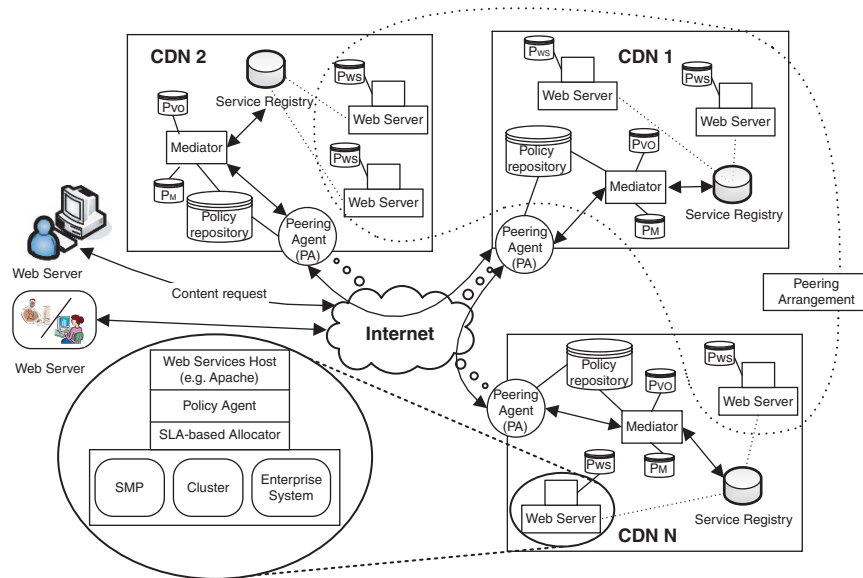 CDN 2
Pws
Service Registry
Web Server
Pvo
Mediator
Pws
PM
Policy
repository
Web Server
Peering
Agent
(PA)
CDN 1
Pws
Web Server
Pws
Web Server
Policy
repository
Pvo
Mediator
PM
Service Registry
Peering
Agent
(PA)
Web Server
Content request
Web Server
Internet
Peering
Arrangement
Web Services Host
(e.g. Apache)
Policy Agent
SLA-based Allocator
SMP
Cluster
Enterprise
System
Policy
repository
Pvo
Pws
Web Server
Peering
Agent
(PA)
Mediator
PM
Pws
Web Server
Service Registry
CDN N